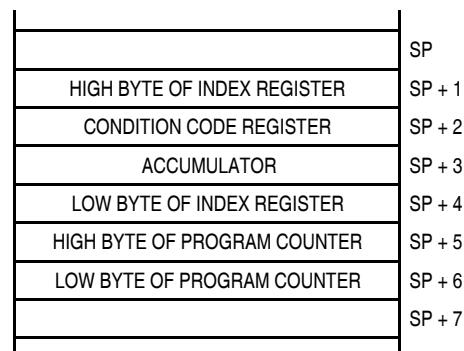 SP
HIGH BYTE OF INDEX REGISTER SP + 1
CONDITION CODE REGISTER SP + 2
ACCUMULATOR SP + 3
LOW BYTE OF INDEX REGISTER SP + 4
HIGH BYTE OF PROGRAM COUNTER SP + 5
LOW BYTE OF PROGRAM COUNTER SP + 6
SP + 7